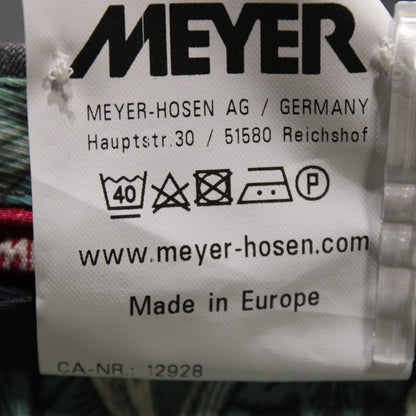 MEYER
MEYER-HOSEN AG / GERMANY
Hauptstr.30 / 51580 Reichshof
40 P
www.meyer-hosen.com
Made in Europe
CA-NR.: 12928